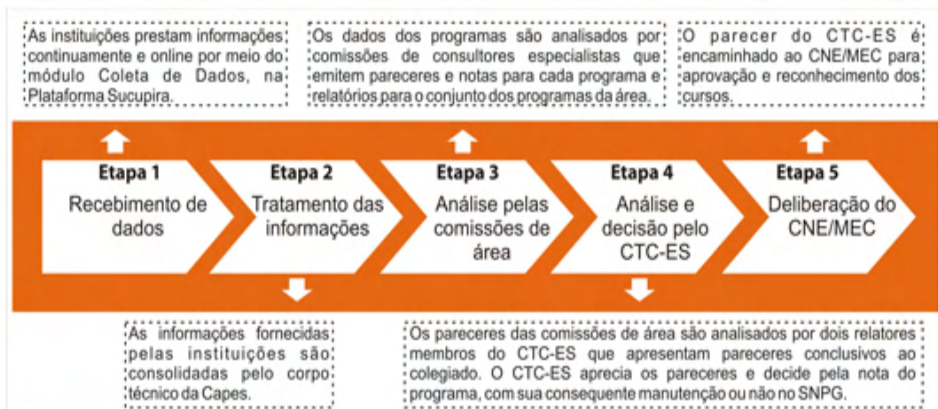 As instituições prestam informações
continuamente e online por meio do
módulo Coleta de Dados, na
Plataforma Sucupira.
Os dados dos programas são analisados por
comissões de consultores especialistas que
emitem pareceres e notas para cada programa e
relatórios para o conjunto dos programas da área.
O parecer do CTC-ES é
encaminhado ao CNE/MEC para
aprovação e reconhecimento dos
cursos.
Etapa 1
Recebimento de
dados
Etapa 2
Tratamento das
informações
Etapa 3
Análise pelas
comissões de
área
Etapa 4
Análise e
decisão pelo
CTC-ES
Etapa 5
Deliberação do
CNE/MEC
As informações fornecidas
pelas instituições são
consolidadas pelo corpo
técnico da Capes.
Os pareceres das comissões de área são analisados por dois relatores
membros do CTC-ES que apresentam pareceres conclusivos ao
colegiado. O CTC-ES aprecia os pareceres e decide pela nota do
programa, com sua consequente manutenção ou não no SNPG.